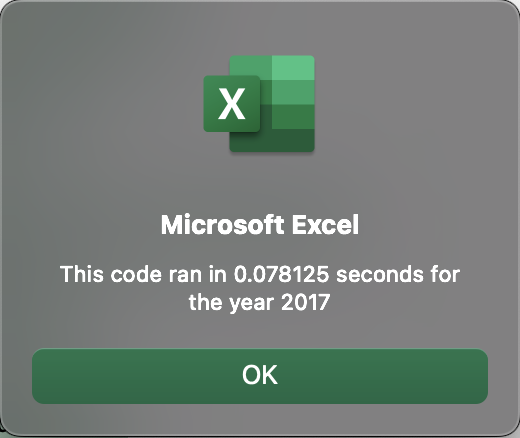 X
Microsoft Excel
This code ran in 0.078125 seconds for
the year 2017
OK